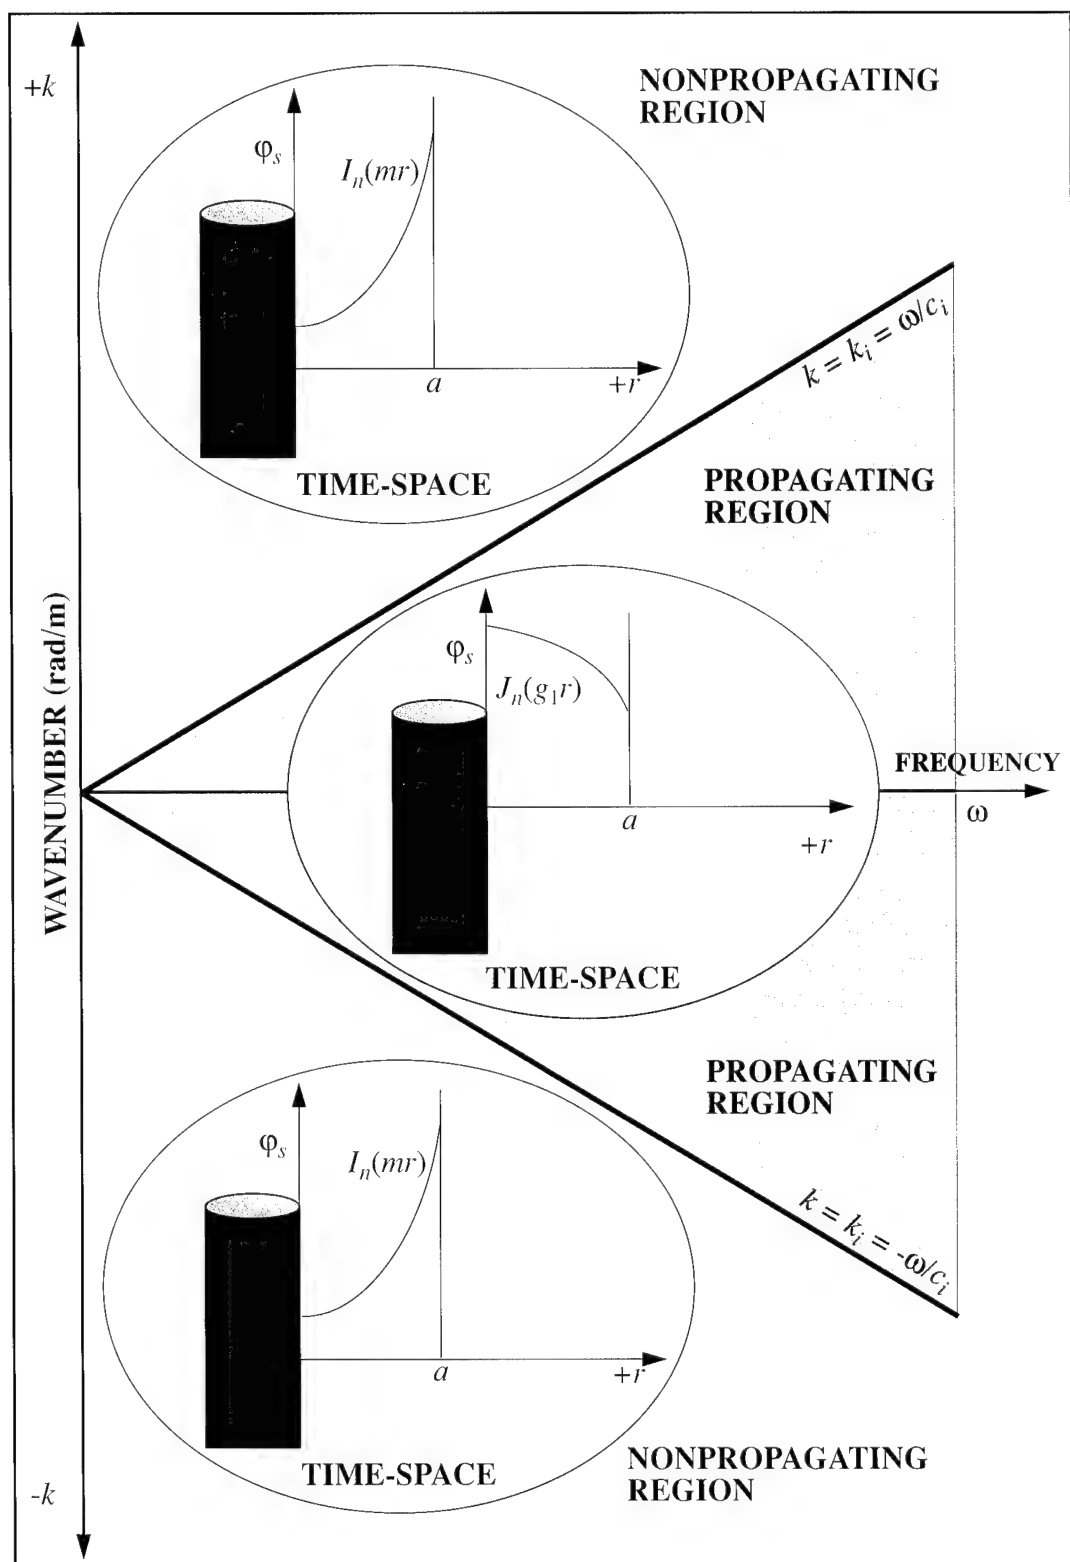 +k
NONPROPAGATING
REGION
φs
In(mr)
a
+r
TIME-SPACE
k = ki = ω/ci
PROPAGATING
REGION
WAVENUMBER (rad/m)
φs
Jn(g1r)
FREQUENCY
ω
a
+r
TIME-SPACE
PROPAGATING
REGION
φs
In(mr)
k = ki = -ω/ci
a
+r
TIME-SPACE
NONPROPAGATING
REGION
-k